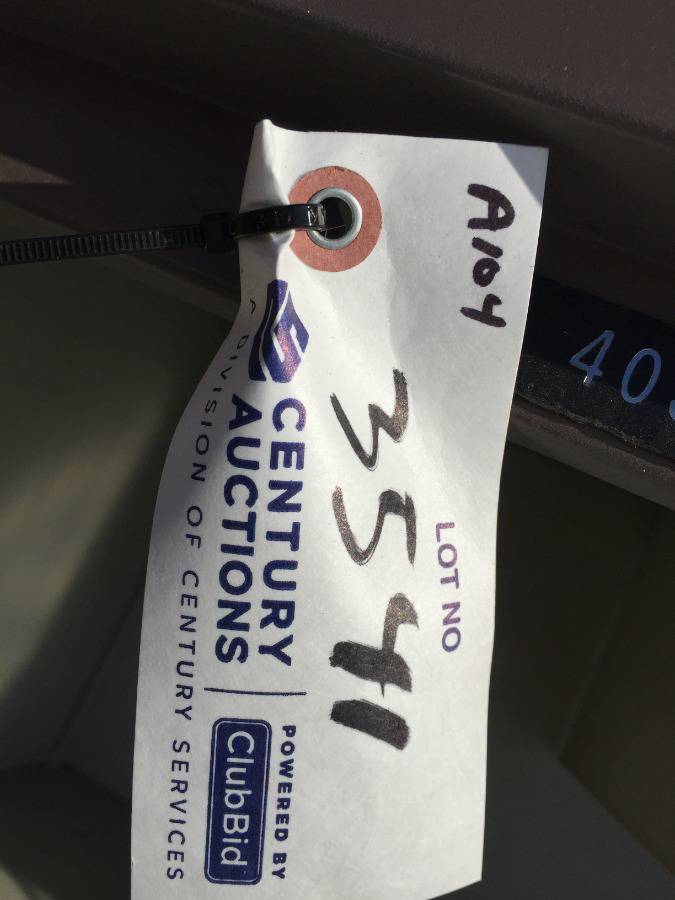 A104
LOT NO
3541
CENTURY
AUCTIONS
A DIVISION OF CENTURY SERVICES
POWERED BY
ClubBid
40